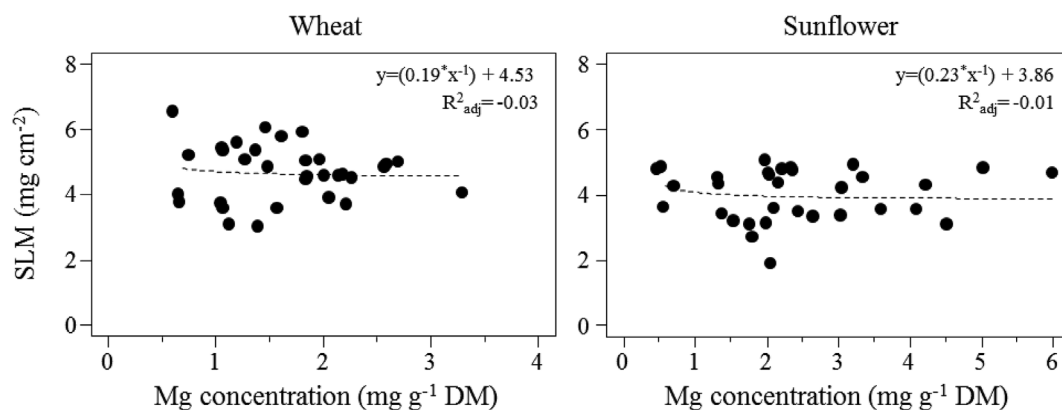 Wheat
Sunflower
y=(0.19*x-1) + 4.53
R2adj= -0.03
y=(0.23*x-1) + 3.86
R2adj= -0.01
SLM (mg cm-2)
8
6
4
2
0
8
6
4
2
0
0 1 2 3 4
0 1 2 3 4 5 6
Mg concentration (mg g-1 DM)
Mg concentration (mg g-1 DM)